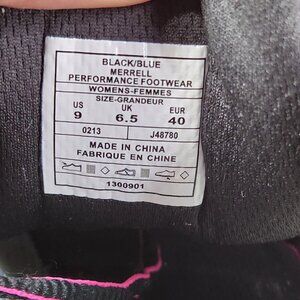 BLACK/BLUE
MERRELL
PERFORMANCE FOOTWEAR
WOMENS-FEMMES
SIZE-GRANDEUR
US UK EUR
9 6.5 40
0213 J48780
MADE IN CHINA
FABRIQUE EN CHINE
1300901